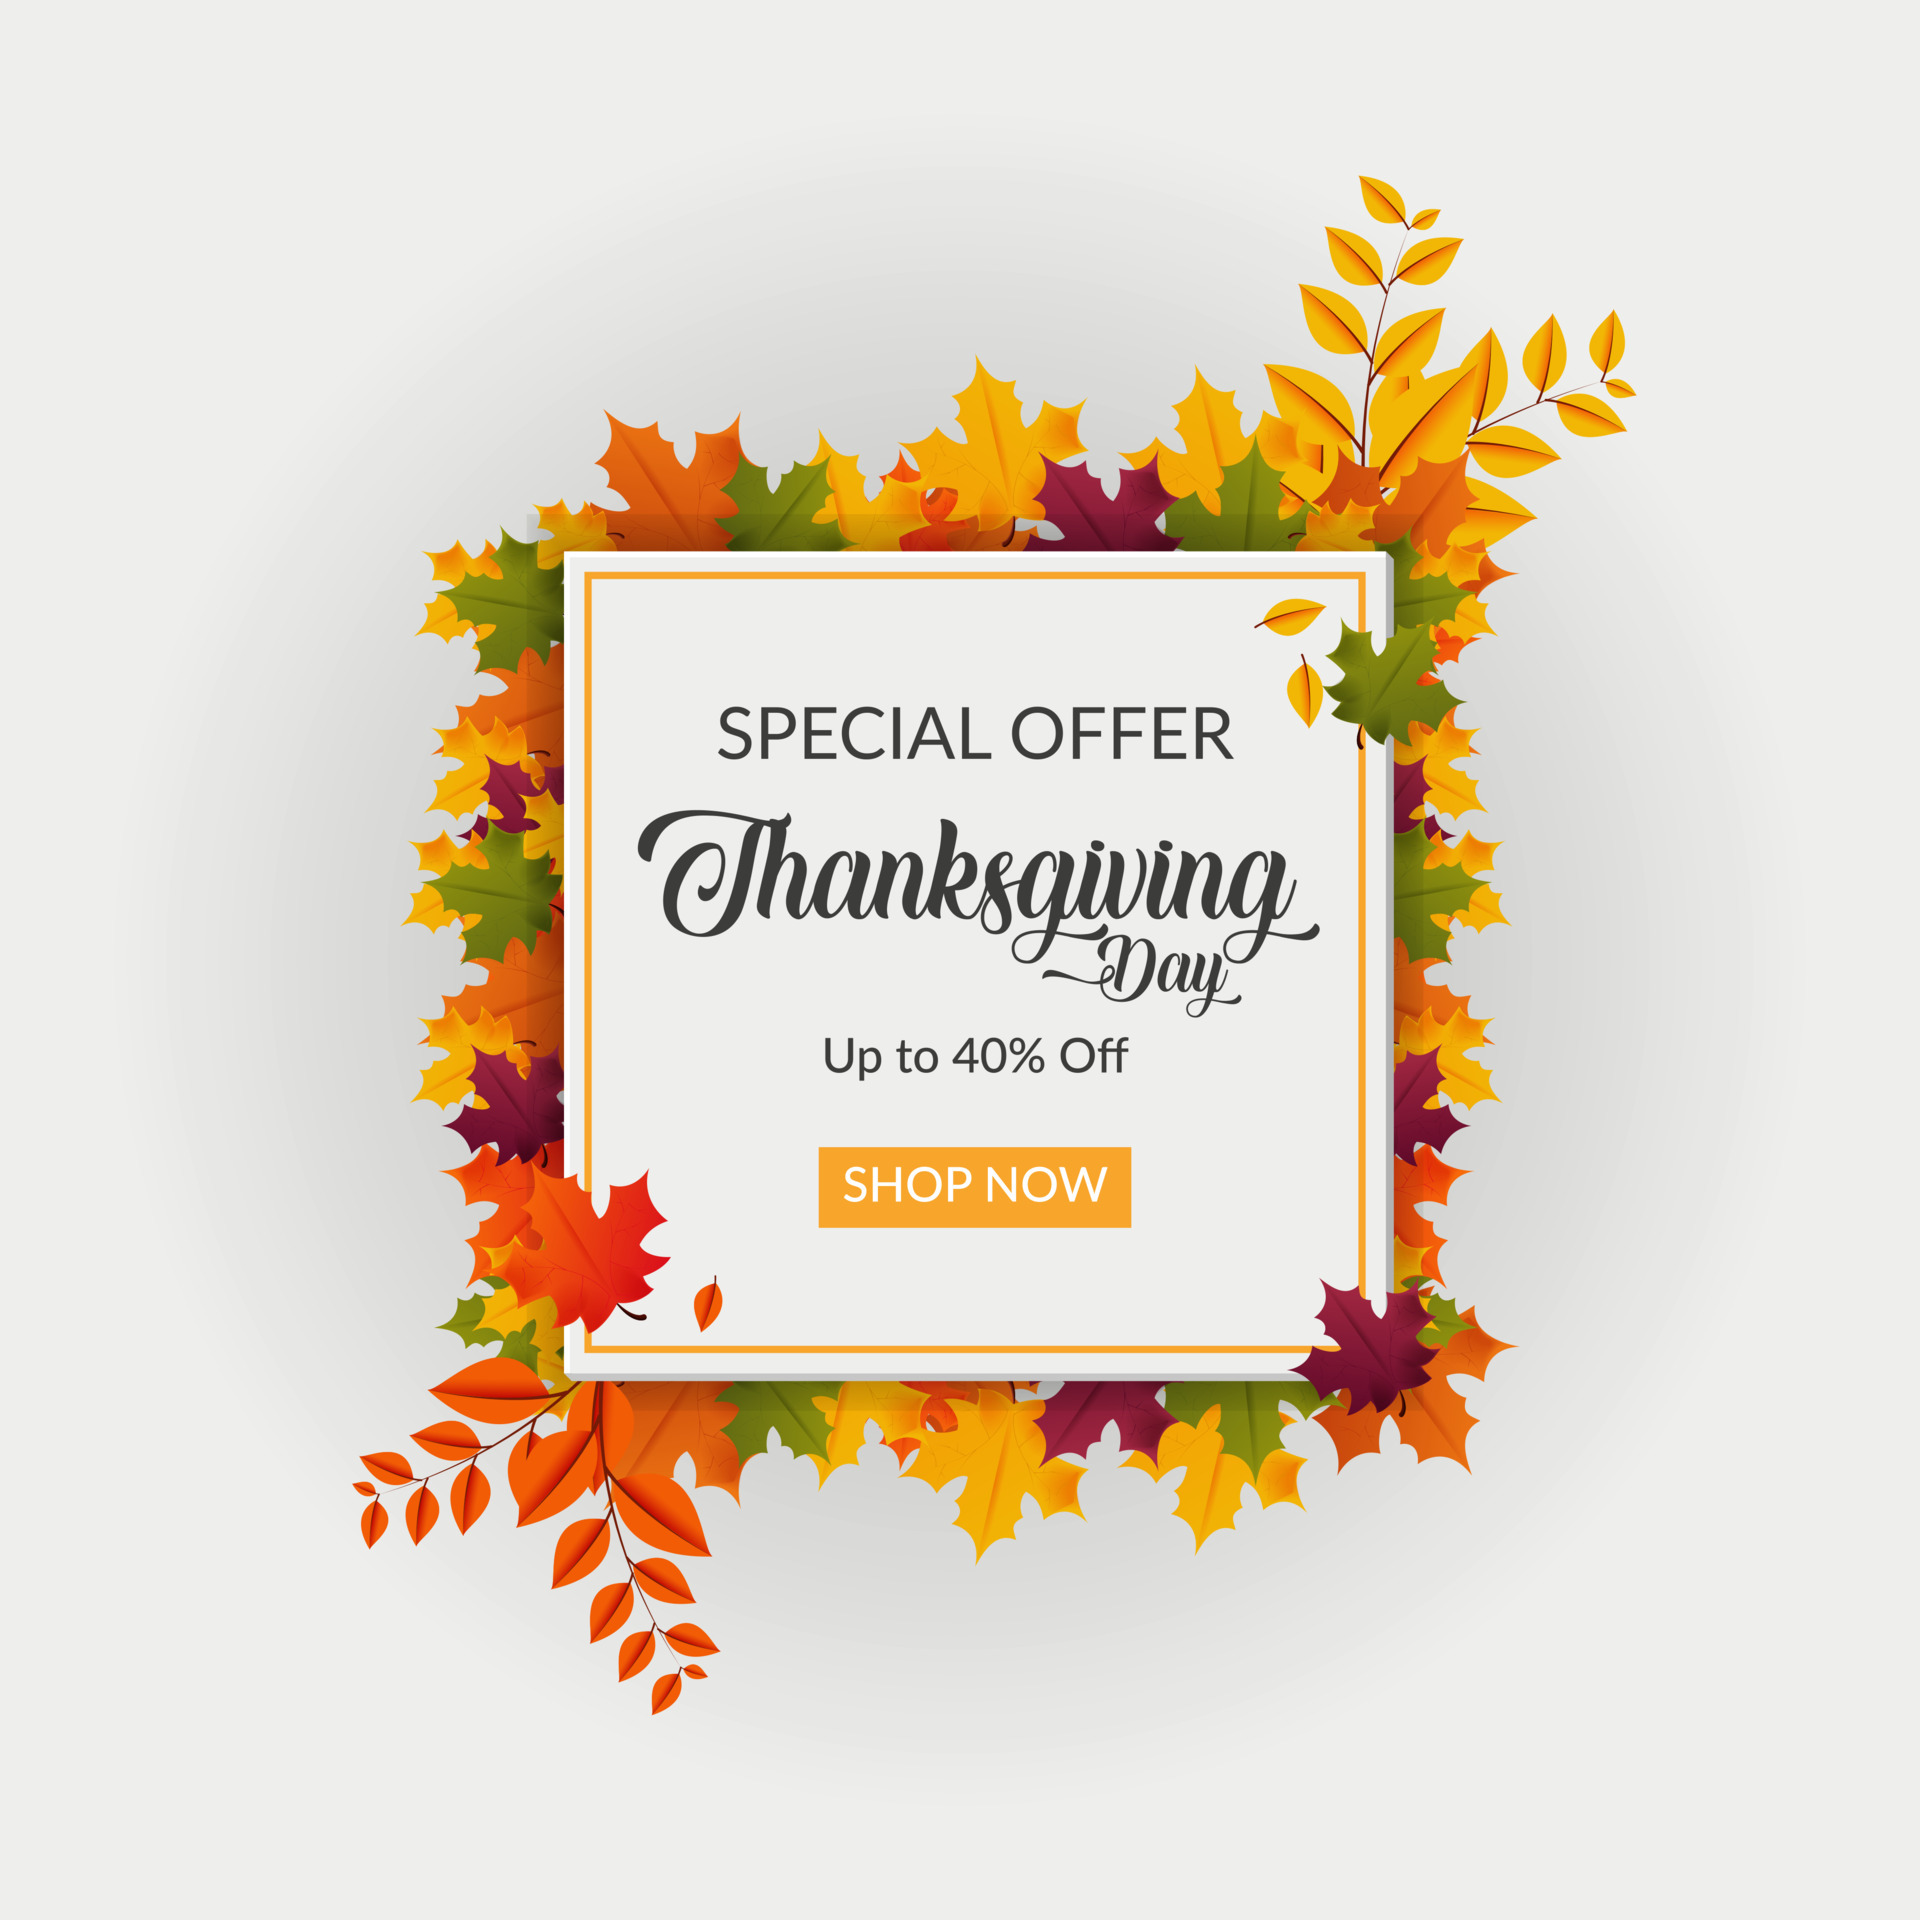 SPECIAL OFFER
Thanksgiving
Day
Up to 40% Off
SHOP NOW